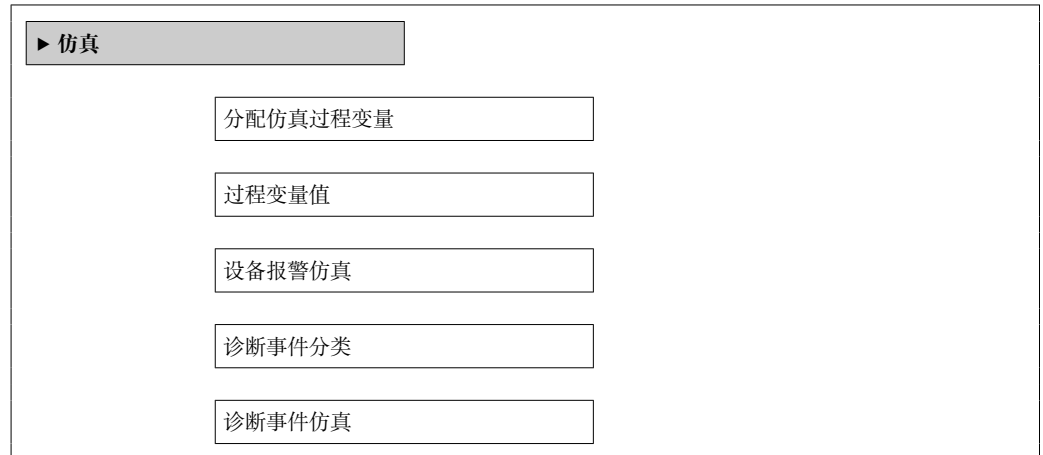 ▶ 仿真
分配仿真过程变量
过程变量值
设备报警仿真
诊断事件分类
诊断事件仿真